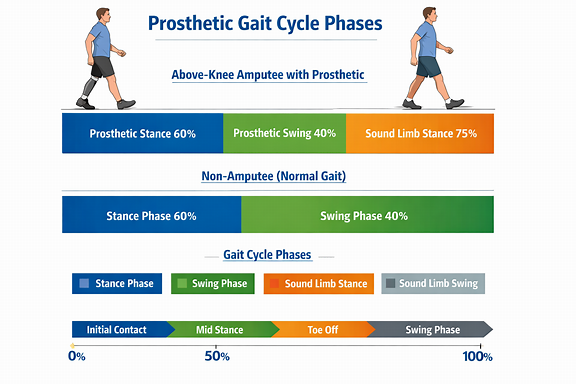 Prosthetic Gait Cycle Phases
Above-Knee Amputee with Prosthetic
Prosthetic Stance 60% Prosthetic Swing 40% Sound Limb Stance 75%
Non-Amputee (Normal Gait)
Stance Phase 60% Swing Phase 40%
Gait Cycle Phases
Stance Phase Swing Phase Sound Limb Stance Sound Limb Swing
Initial Contact Mid Stance Toe Off Swing Phase
0% 50% 100%